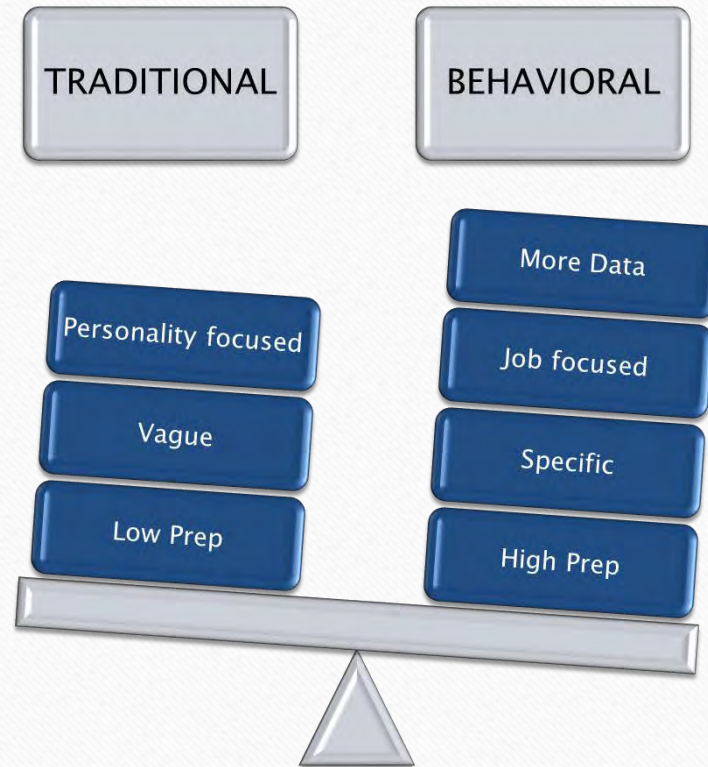 TRADITIONAL
BEHAVIORAL
Personality focused
Vague
Low Prep
More Data
Job focused
Specific
High Prep